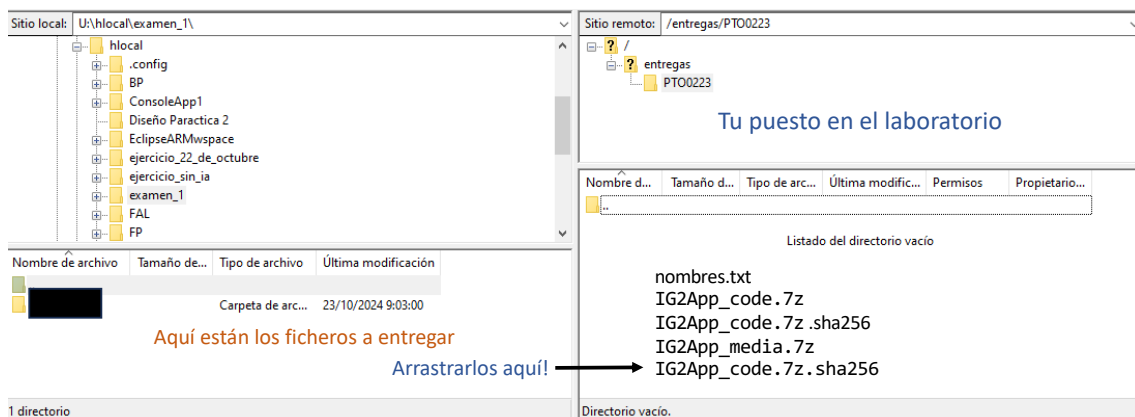 Sitio local: U:\hlocal\examen_1\
hlocal
.config
BP
ConsoleApp1
Diseño Paractica 2
EclipseARMwspace
ejercicio_22_de_octubre
ejercicio_sin_ia
examen_1
FAL
FP
Nombre de archivo Tamaño de... Tipo de archivo Última modificación
Carpeta de arc... 23/10/2024 9:03:00
Aquí están los ficheros a entregar
Arrastrarlos aquí!
1 directorio
Sitio remoto: /entregas/PTO0223
? /
? entregas
PTO0223
Tu puesto en el laboratorio
Nombre d... Tamaño d... Tipo de arc... Última modific... Permisos Propietario...
..
Listado del directorio vacío
nombres.txt
IG2App_code.7z
IG2App_code.7z .sha256
IG2App_media.7z
IG2App_code.7z.sha256
Directorio vacío.